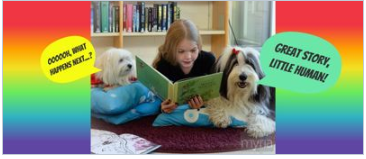 OOOOOH, WHAT
HAPPENS NEXT...?
GREAT STORY,
LITTLE HUMAN!